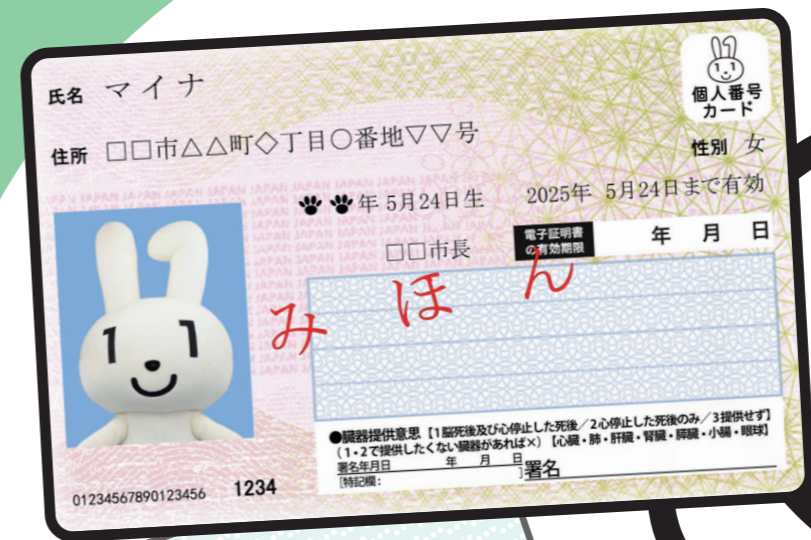 氏名 マイナ
個人番号
カード
住所 □□市△△町◇丁目○番地▽▽号
性別 女
年 5月24日生 2025年 5月24日まで有効
□□市長
電子証明書
の有効期限
年 月 日
みほん
●臓器提供意思【1脳死後及び心停止した死後／2心停止した死後のみ／3提供せず】
(1・2で提供したくない臓器があれば×)【心臓・肺・肝臓・腎臓・膵臓・小腸・眼球】
署名年月日 年 月 日
[特記欄: ]署名
01234567890123456 1234